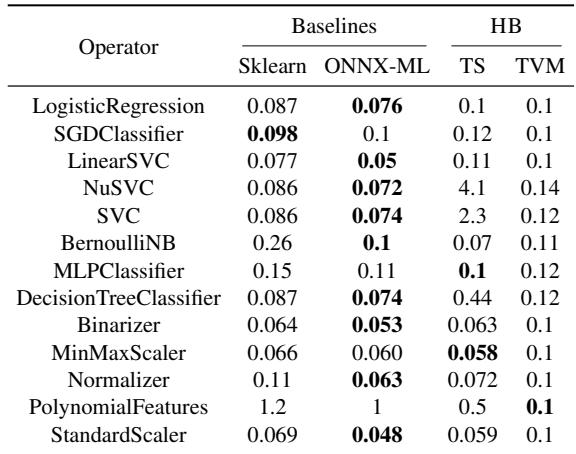 Operator Baselines HB
Sklearn ONNX-ML TS TVM
LogisticRegression 0.087 0.076 0.1 0.1
SGDClassifier 0.098 0.1 0.12 0.1
LinearSVC 0.077 0.05 0.11 0.1
NuSVC 0.086 0.072 4.1 0.14
SVC 0.086 0.074 2.3 0.12
BernoulliNB 0.26 0.1 0.07 0.11
MLPClassifier 0.15 0.11 0.1 0.12
DecisionTreeClassifier 0.087 0.074 0.44 0.12
Binarizer 0.064 0.053 0.063 0.1
MinMaxScaler 0.066 0.060 0.058 0.1
Normalizer 0.11 0.063 0.072 0.1
PolynomialFeatures 1.2 1 0.5 0.1
StandardScaler 0.069 0.048 0.059 0.1